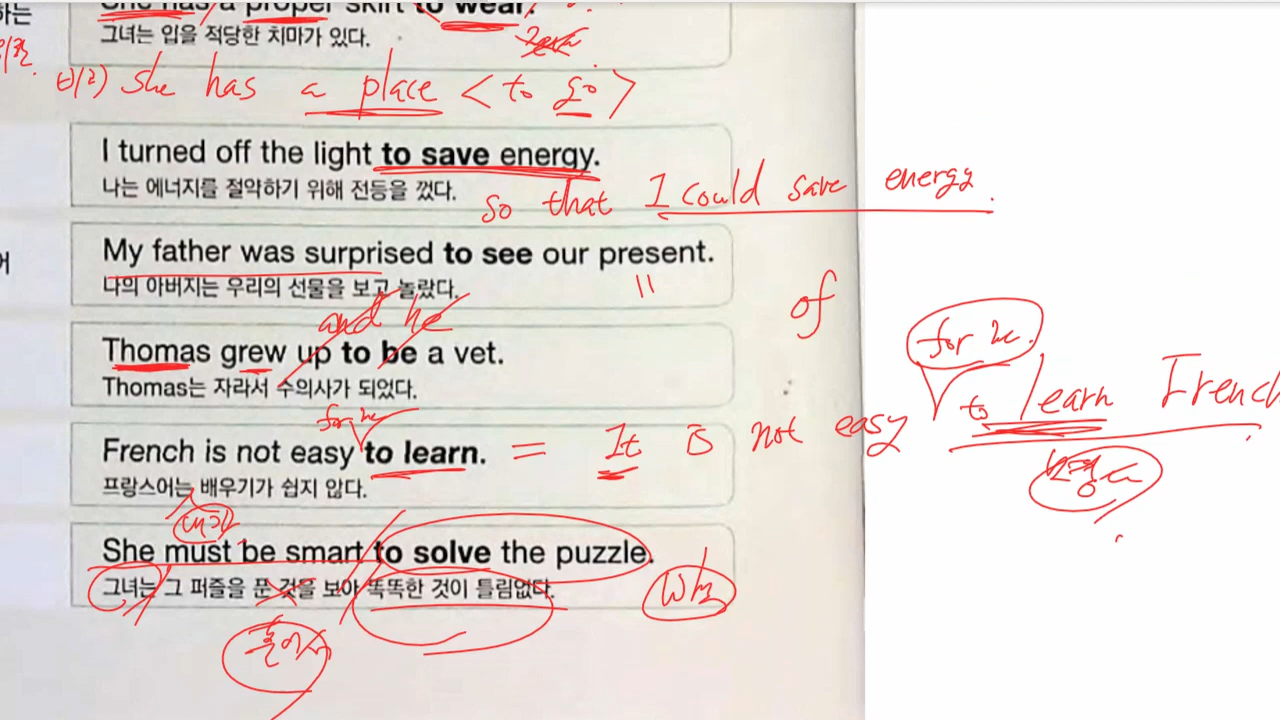 하는
She has a proper skirt to wear.
그녀는 입을 적당한 치마가 있다.
She has a place < to go >
I turned off the light to save energy.
나는 에너지를 절약하기 위해 전등을 껐다.
so that I could save energy.
My father was surprised to see our present.
나의 아버지는 우리의 선물을 보고 놀랐다.
of
and he
for me.
Thomas grew up to be a vet.
Thomas는 자라서 수의사가 되었다.
to learn French
for me
French is not easy to learn. = It is not easy
프랑스어는 배우기가 쉽지 않다.
She must be smart to solve the puzzle.
그녀는 그 퍼즐을 푼 것을 보아 똑똑한 것이 틀림없다.
why